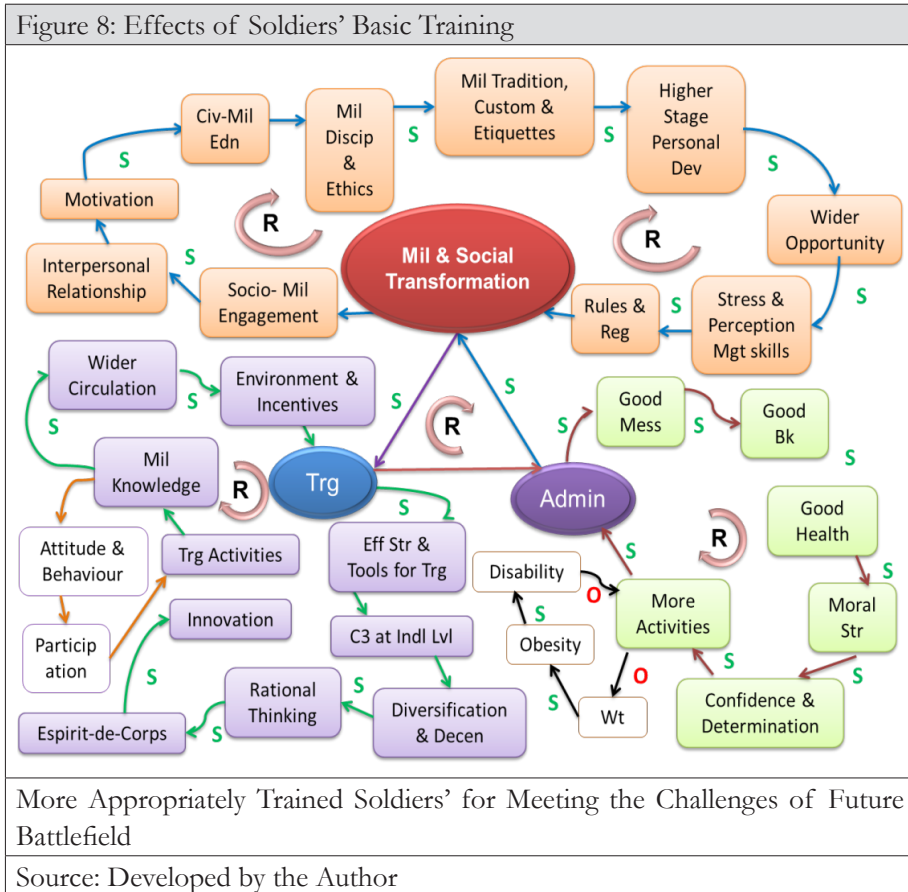 Figure 8: Effects of Soldiers' Basic Training
Civ-Mil
Edn
Mil
Discip
&
Ethics
S
Mil Tradition,
Custom &
Etiquettes
S
Higher
Stage
Personal
Dev
S
Wider
Opportunity
S
Stress &
Perception
Mgt skills
S
Rules &
Reg
R
Mil & Social
Transformation
R
Socio- Mil
Engagement
S
Interpersonal
Relationship
Motivation
S
Wider
Circulation
S
Environment &
Incentives
S
S
R
S
Mil
Knowledge
R
Trg
Admin
Attitude &
Behaviour
Particip
ation
Trg Activities
Innovation
S
Espirit-de-Corps
S
Rational
Thinking
S
Diversification
& Decen
C3 at Indl Lvl
Eff Str &
Tools for Trg
S
S
Good
Mess
S
Good
Bk
S
Good
Health
S
Moral
Str
S
Confidence &
Determination
S
More
Activities
S
R
Disability
O
S
Obesity
S
Wt
O
More Appropriately Trained Soldiers' for Meeting the Challenges of Future
Battlefield
Source: Developed by the Author